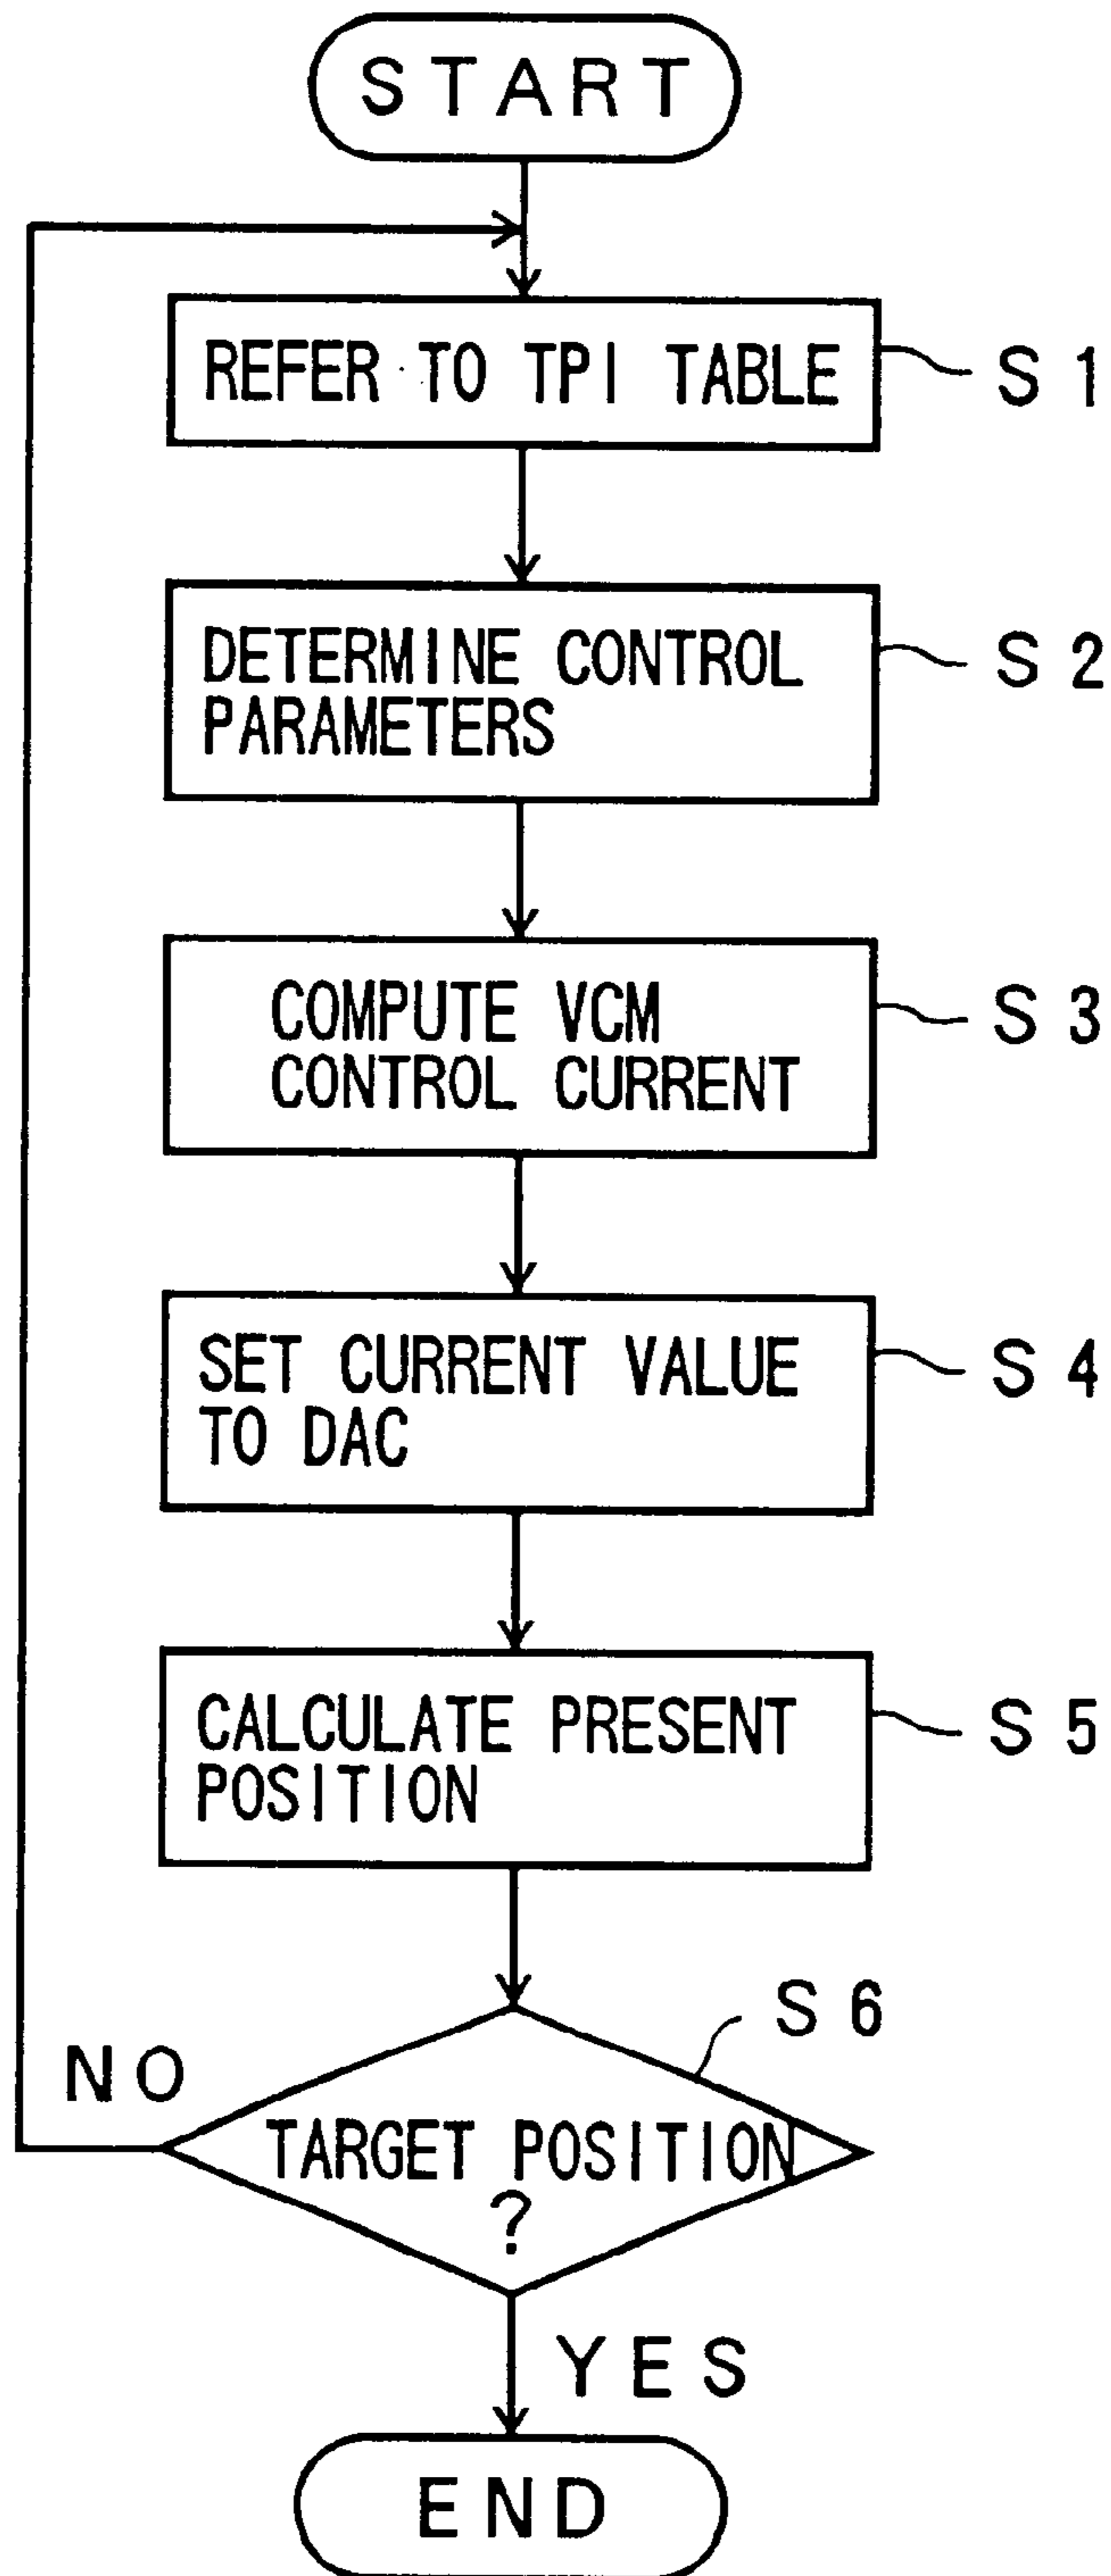 START
REFER TO TPI TABLE
S1
DETERMINE CONTROL
PARAMETERS
S2
COMPUTE VCM
CONTROL CURRENT
S3
SET CURRENT VALUE
TO DAC
S4
CALCULATE PRESENT
POSITION
S5
S6
NO
TARGET POSITION
?
YES
END